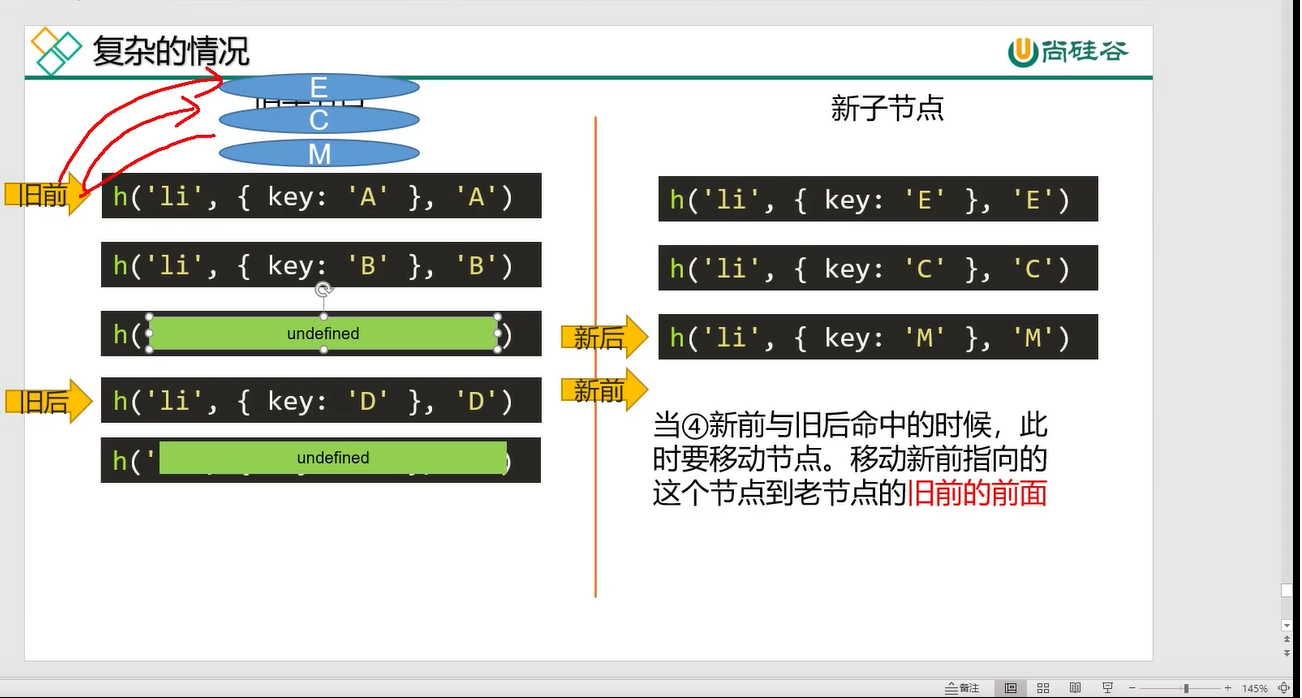 复杂的情况
尚硅谷
E
C
M
旧前
h('li', { key: 'A' }, 'A')
h('li', { key: 'B' }, 'B')
h(
undefined
)
旧后
h('li', { key: 'D' }, 'D')
h('
undefined
)
新子节点
h('li', { key: 'E' }, 'E')
h('li', { key: 'C' }, 'C')
新后
h('li', { key: 'M' }, 'M')
新前
当④新前与旧后命中的时候，此
时要移动节点。移动新前指向的
这个节点到老节点的旧前的前面
备注
145%